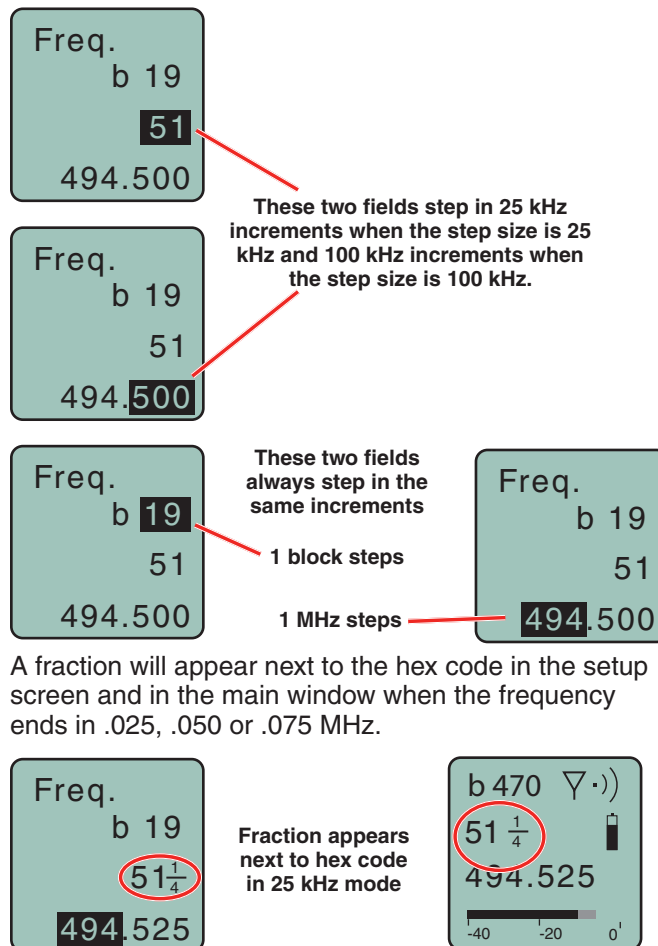 Freq.
b 19
51
494.500
These two fields step in 25 kHz
increments when the step size is 25
kHz and 100 kHz increments when
the step size is 100 kHz.
Freq.
b 19
51
494.500
Freq.
b 19
51
494.500
These two fields
always step in the
same increments
1 block steps
1 MHz steps
Freq.
b 19
51
494.500
A fraction will appear next to the hex code in the setup
screen and in the main window when the frequency
ends in .025, .050 or .075 MHz.
Freq.
b 19
51 1/4
494.525
Fraction appears
next to hex code
in 25 kHz mode
b 470
51 1/4
494.525
-40 -20 0'